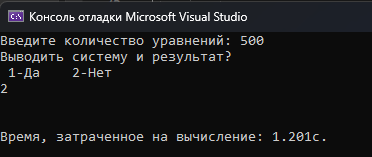 Консоль отладки Microsoft Visual Studio
Введите количество уравнений: 500
Выводить систему и результат?
1-Да    2-Нет
2
Время, затраченное на вычисление: 1.201с.